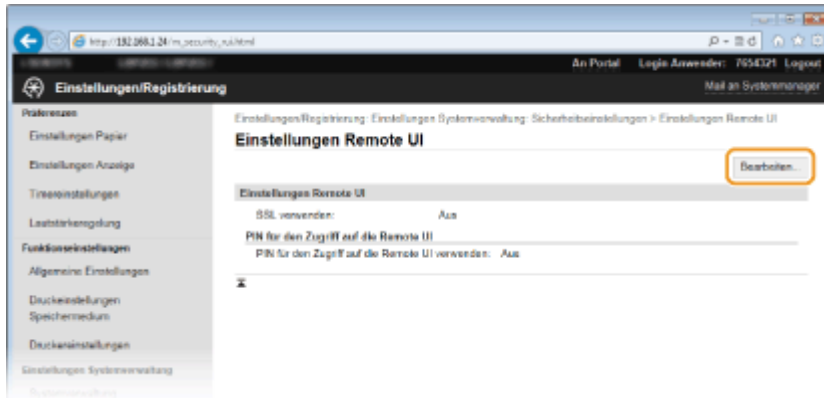 http://192.168.1.24/m_security_rui.html
An Portal Login Anwender: 7654321 Logout
Einstellungen/Registrierung
Mail an Systemmanager
Präferenzen
Einstellungen Papier
Einstellungen Anzeige
Timereinstellungen
Lautstärkeregelung
Funktionseinstellungen
Allgemeine Einstellungen
Druckeinstellungen
Speichermedium
Druckereinstellungen
Einstellungen Systemverwaltung
Systemverwaltung
Einstellungen/Registrierung: Einstellungen Systemverwaltung: Sicherheitseinstellungen > Einstellungen Remote UI
Einstellungen Remote UI
Bearbeiten...
Einstellungen Remote UI
SSL verwenden: Aus
PIN für den Zugriff auf die Remote UI
PIN für den Zugriff auf die Remote UI verwenden: Aus